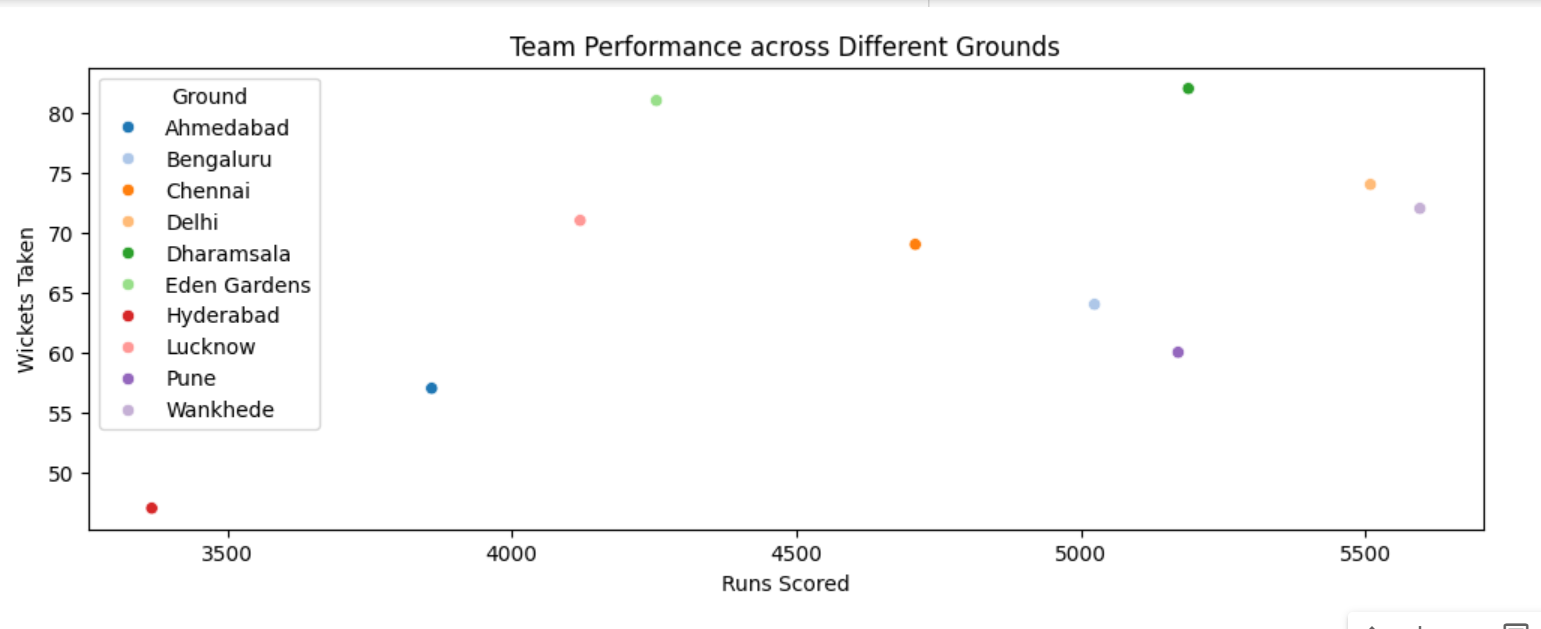 Team Performance across Different Grounds
Ground
Ahmedabad
Bengaluru
Chennai
Delhi
Dharamsala
Eden Gardens
Hyderabad
Lucknow
Pune
Wankhede
Wickets Taken
80
75
70
65
60
55
50
3500 4000 4500 5000 5500
Runs Scored